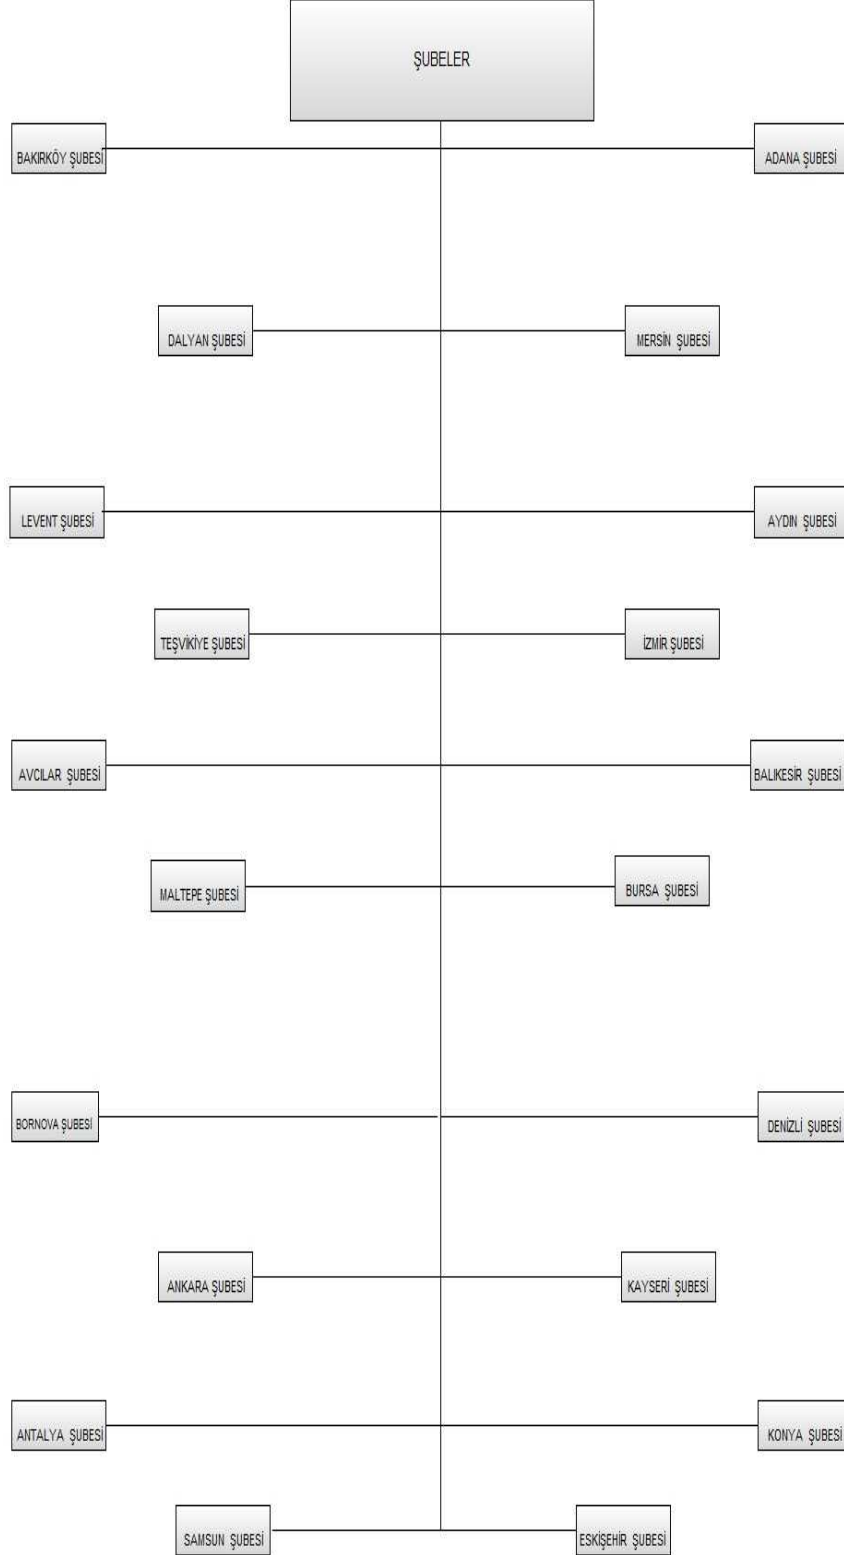 ŞUBELER
BAKIRKÖY ŞUBESİ
ADANA ŞUBESİ
DALYAN ŞUBESİ
MERSİN ŞUBESİ
LEVENT ŞUBESİ
AYDIN ŞUBESİ
TEŞVİKİYE ŞUBESİ
İZMİR ŞUBESİ
AVCILAR ŞUBESİ
BALIKESİR ŞUBESİ
MALTEPE ŞUBESİ
BURSA ŞUBESİ
BORNOVA ŞUBESİ
DENİZLİ ŞUBESİ
ANKARA ŞUBESİ
KAYSERİ ŞUBESİ
ANTALYA ŞUBESİ
KONYA ŞUBESİ
SAMSUN ŞUBESİ
ESKİŞEHİR ŞUBESİ